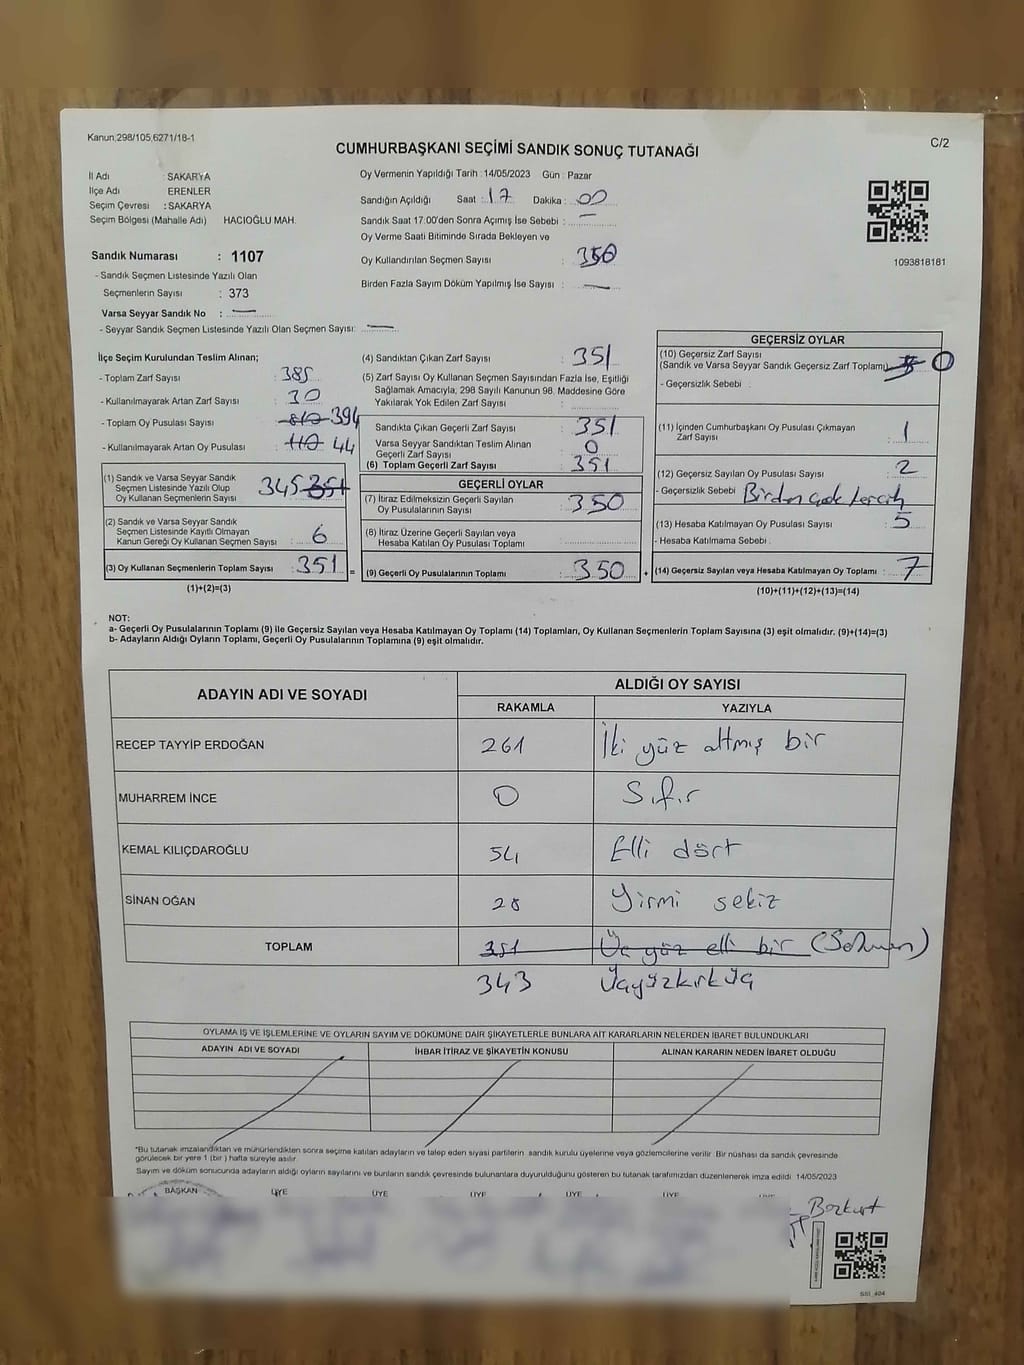 Kanun:298/105,6271/18-1
C/2
CUMHURBAŞKANI SEÇİMİ SANDIK SONUÇ TUTANAĞI
İl Adı : SAKARYA
İlçe Adı ERENLER
Seçim Çevresi : SAKARYA
Seçim Bölgesi (Mahalle Adı) HACIOĞLU MAH.
Sandık Numarası : 1107
- Sandık Seçmen Listesinde Yazılı Olan
Seçmenlerin Sayısı : 373
Varsa Seyyar Sandık No : —
- Seyyar Sandık Seçmen Listesinde Yazılı Olan Seçmen Sayısı: —
Oy Vermenin Yapıldığı Tarih :14/05/2023 Gün : Pazar
Sandığın Açıldığı Saat : 17 Dakika : 00
Sandık Saat 17:00'den Sonra Açımış İse Sebebi : —
Oy Verme Saati Bitiminde Sırada Bekleyen ve
Oy Kullandırılan Seçmen Sayısı : 350
Birden Fazla Sayım Döküm Yapılmış İse Sayısı : —
1093818181
İlçe Seçim Kurulundan Teslim Alınan;
- Toplam Zarf Sayısı : 385
- Kullanılmayarak Artan Zarf Sayısı : 30
- Toplam Oy Pusulası Sayısı : 394
- Kullanılmayarak Artan Oy Pusulası : 110 44
(1) Sandık ve Varsa Seyyar Sandık
Seçmen Listesinde Yazılı Olup
Oy Kullanan Seçmenlerin Sayısı : 345 351
(2) Sandık ve Varsa Seyyar Sandık
Seçmen Listesinde Kayıtlı Olmayan
Kanun Gereği Oy Kullanan Seçmen Sayısı : 6
(3) Oy Kullanan Seçmenlerin Toplam Sayısı : 351 =
(1)+(2)=(3)
(4) Sandıktan Çıkan Zarf Sayısı : 351
(5) Zarf Sayısı Oy Kullanan Seçmen Sayısından Fazla İse, Eşitliği
Sağlamak Amacıyla, 298 Sayılı Kanunun 98. Maddesine Göre
Yakılarak Yok Edilen Zarf Sayısı :
Sandıkta Çıkan Geçerli Zarf Sayısı : 351
Varsa Seyyar Sandıktan Teslim Alınan
Geçerli Zarf Sayısı : 0
(6) Toplam Geçerli Zarf Sayısı : 351
GEÇERLİ OYLAR
(7) İtiraz Edilmeksizin Geçerli Sayılan
Oy Pusulalarının Sayısı : 350
(8) İtiraz Üzerine Geçerli Sayılan veya
Hesaba Katılan Oy Pusulası Toplamı :
(9) Geçerli Oy Pusulalarının Toplamı : 350 +
GEÇERSİZ OYLAR
(10) Geçersiz Zarf Sayısı
(Sandık ve Varsa Seyyar Sandık Geçersiz Zarf Toplamı) 0
- Geçersizlik Sebebi :
(11) İçinden Cumhurbaşkanı Oy Pusulası Çıkmayan
Zarf Sayısı : 1
(12) Geçersiz Sayılan Oy Pusulası Sayısı : 2
- Geçersizlik Sebebi Birden çok tercih
(13) Hesaba Katılmayan Oy Pusulası Sayısı : 5
- Hesaba Katılmama Sebebi :
(14) Geçersiz Sayılan veya Hesaba Katılmayan Oy Toplamı : 7
(10)+(11)+(12)+(13)=(14)
NOT:
a- Geçerli Oy Pusulalarının Toplamı (9) ile Geçersiz Sayılan veya Hesaba Katılmayan Oy Toplamı (14) Toplamları, Oy Kullanan Seçmenlerin Toplam Sayısına (3) eşit olmalıdır. (9)+(14)=(3)
b- Adayların Aldığı Oyların Toplamı, Geçerli Oy Pusulalarının Toplamına (9) eşit olmalıdır.
ADAYIN ADI VE SOYADI ALDIĞI OY SAYISI
RAKAMLA YAZIYLA
RECEP TAYYİP ERDOĞAN 261 İki yüz altmış bir
MUHARREM İNCE 0 Sıfır
KEMAL KILIÇDAROĞLU 54 Elli dört
SİNAN OĞAN 28 Yirmi sekiz
TOPLAM 351 Üç yüz elli bir
343 Üçyüzkırküç
OYLAMA İŞ VE İŞLEMLERİNE VE OYLARIN SAYIM VE DÖKÜMÜNE DAİR ŞİKAYETLERLE BUNLARA AİT KARARLARIN NELERDEN İBARET BULUNDUKLARI
ADAYIN ADI VE SOYADI İHBAR İTİRAZ VE ŞİKAYETİN KONUSU ALINAN KARARIN NEDEN İBARET OLDUĞU
*Bu tutanak imzalandıktan ve mühürlendikten sonra seçime katılan adayların ve talep eden siyasi partilerin sandık kurulu üyelerine veya gözlemcilerine verilir. Bir nüshası da sandık çevresinde
görülecek bir yere 1 (bir) hafta süreyle asılır.
Sayım ve döküm sonucunda adayların aldığı oyların sayılarını ve bunların sandık çevresinde bulunanlara duyurulduğunu gösteren bu tutanak tarafımızdan düzenlenerek imza edildi 14/05/2023
BAŞKAN ÜYE ÜYE ÜYE ÜYE ÜYE
Bozkurt